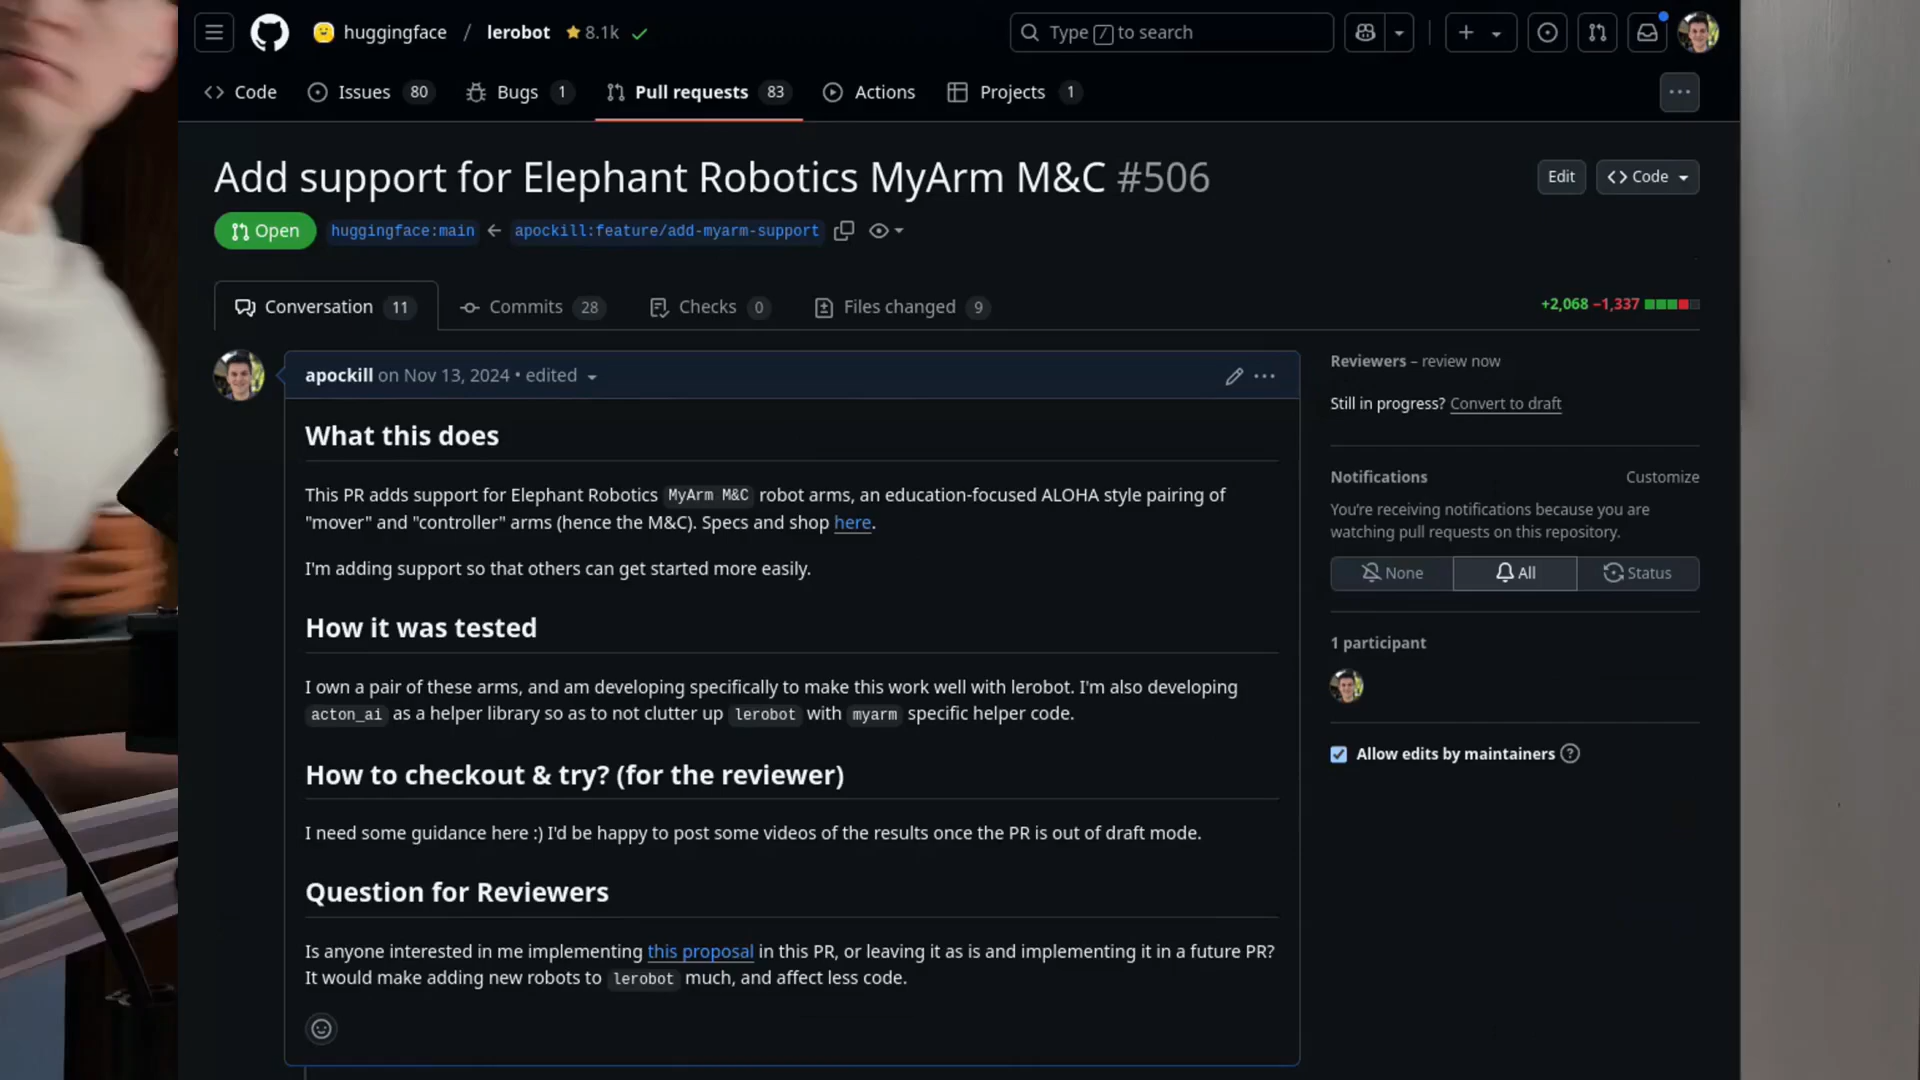 huggingface / lerobot 8.1k
Type / to search
Code Issues 80 Bugs 1 Pull requests 83 Actions Projects 1
Add support for Elephant Robotics MyArm M&C #506
Edit Code
Open huggingface:main ← apockill:feature/add-myarm-support
Conversation 11 Commits 28 Checks 0 Files changed 9
+2,068 −1,337
apockill on Nov 13, 2024 • edited
What this does
This PR adds support for Elephant Robotics MyArm M&C robot arms, an education-focused ALOHA style pairing of
"mover" and "controller" arms (hence the M&C). Specs and shop here.
I'm adding support so that others can get started more easily.
How it was tested
I own a pair of these arms, and am developing specifically to make this work well with lerobot. I'm also developing
acton_ai as a helper library so as to not clutter up lerobot with myarm specific helper code.
How to checkout & try? (for the reviewer)
I need some guidance here :) I'd be happy to post some videos of the results once the PR is out of draft mode.
Question for Reviewers
Is anyone interested in me implementing this proposal in this PR, or leaving it as is and implementing it in a future PR?
It would make adding new robots to lerobot much, and affect less code.
Reviewers – review now
Still in progress? Convert to draft
Notifications Customize
You're receiving notifications because you are
watching pull requests on this repository.
None All Status
1 participant
Allow edits by maintainers ?